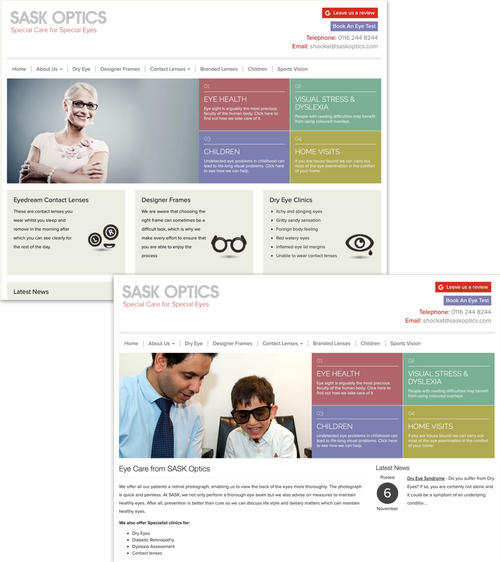 SASK OPTICS
Special Care for Special Eyes
G Leave us a review
Book An Eye Test
Telephone: 0116 244 8244
Email: shockat@saskoptics.com
Home About Us Dry Eye Designer Frames Contact Lenses Branded Lenses Children Sports Vision
01
EYE HEALTH
Eye sight is arguably the most precious
faculty of the human body. Click here to
find out how we take care of it.
02
VISUAL STRESS &
DYSLEXIA
People with reading difficulties may benefit
from using coloured overlays.
03
CHILDREN
Undetected eye problems in childhood can
lead to life-long visual problems. Click here
to see how we can help.
04
HOME VISITS
If you are house bound we can carry out
most of the eye examination in the comfort
of your home.
Eyedream Contact Lenses
These are contact lenses you
wear whilst you sleep and
remove in the morning after
which you can see clearly for
the rest of the day.
Designer Frames
We are aware that choosing the
right frame can sometimes be a
difficult task, which is why we
make every effort to ensure that
you are able to enjoy the
process
Dry Eye Clinics
• Itchy and stinging eyes
• Gritty sandy sensation
• Foreign body feeling
• Red watery eyes
• Inflamed eye lid margins
• Unable to wear contact lenses
Latest News
SASK OPTICS
Special Care for Special Eyes
G Leave us a review
Book An Eye Test
Telephone: 0116 244 8244
Email: shockat@saskoptics.com
Home About Us Dry Eye Designer Frames Contact Lenses Branded Lenses Children Sports Vision
01
EYE HEALTH
Eye sight is arguably the most precious
faculty of the human body. Click here to
find out how we take care of it.
02
VISUAL STRESS &
DYSLEXIA
People with reading difficulties may benefit
from using coloured overlays.
03
CHILDREN
Undetected eye problems in childhood can
lead to life-long visual problems. Click here
to see how we can help.
04
HOME VISITS
If you are house bound we can carry out
most of the eye examination in the comfort
of your home.
Eye Care from SASK Optics
We offer all our patients a retinal photograph, enabling us to view the back of the eyes more thoroughly. The photograph
is quick and painless. At SASK, we not only perform a thorough eye exam but we also advise on measures to maintain
healthy eyes. After all, prevention is better than cure so we can discuss life style and dietary matters which can maintain
healthy eyes.
We also offer Specialist clinics for:
• Dry Eyes
• Diabetic Retinopathy
• Dyslexia Assessment
• Contact lenses
Latest News
Posted
6
November
Dry Eye Syndrome - Do you suffer from Dry
Eyes? If so, you are certainly not alone and
it could be a symptom of an underlying
conditio ...